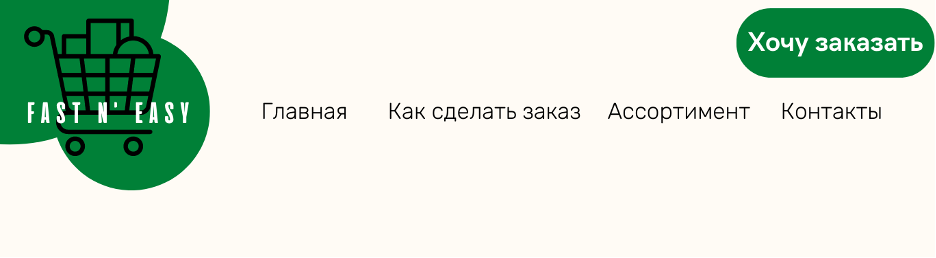 Хочу заказать
FAST N' EASY
Главная Как сделать заказ Ассортимент Контакты